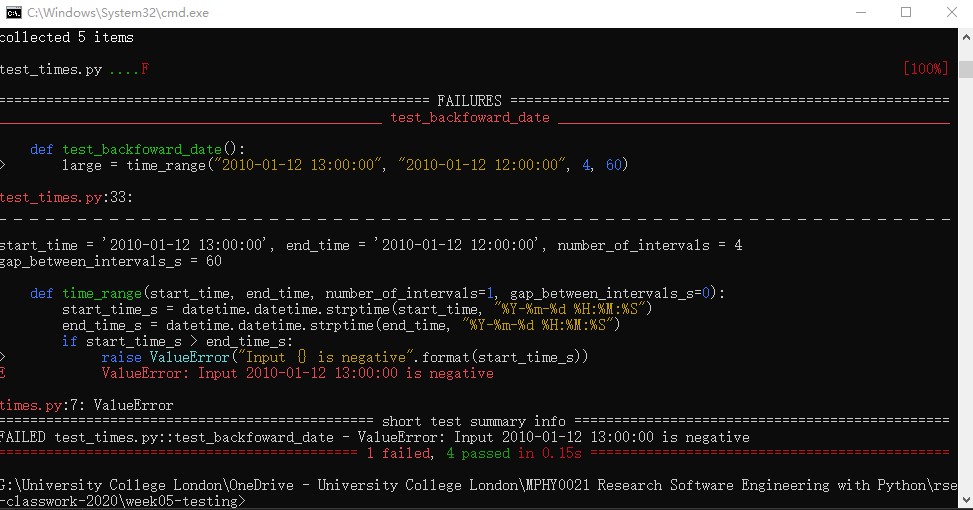 C:\Windows\System32\cmd.exe
collected 5 items
test_times.py ....F [100%]
================================================= FAILURES =================================================
___________________________________________ test_backfoward_date ___________________________________________
def test_backfoward_date():
> large = time_range("2010-01-12 13:00:00", "2010-01-12 12:00:00", 4, 60)
test_times.py:33:
_ _ _ _ _ _ _ _ _ _ _ _ _ _ _ _ _ _ _ _ _ _ _ _ _ _ _ _ _ _ _ _ _ _ _ _ _ _ _ _ _ _ _ _ _ _ _ _ _ _ _ _ _ _ _ _ _ _ _ _
start_time = '2010-01-12 13:00:00', end_time = '2010-01-12 12:00:00', number_of_intervals = 4
gap_between_intervals_s = 60
def time_range(start_time, end_time, number_of_intervals=1, gap_between_intervals_s=0):
start_time_s = datetime.datetime.strptime(start_time, "%Y-%m-%d %H:%M:%S")
end_time_s = datetime.datetime.strptime(end_time, "%Y-%m-%d %H:%M:%S")
if start_time_s > end_time_s:
> raise ValueError("Input {} is negative".format(start_time_s))
E ValueError: Input 2010-01-12 13:00:00 is negative
times.py:7: ValueError
========================================== short test summary info ==========================================
FAILED test_times.py::test_backfoward_date - ValueError: Input 2010-01-12 13:00:00 is negative
======================================== 1 failed, 4 passed in 0.15s ========================================
G:\University College London\OneDrive - University College London\MPHY0021 Research Software Engineering with Python\rse
-classwork-2020\week05-testing>